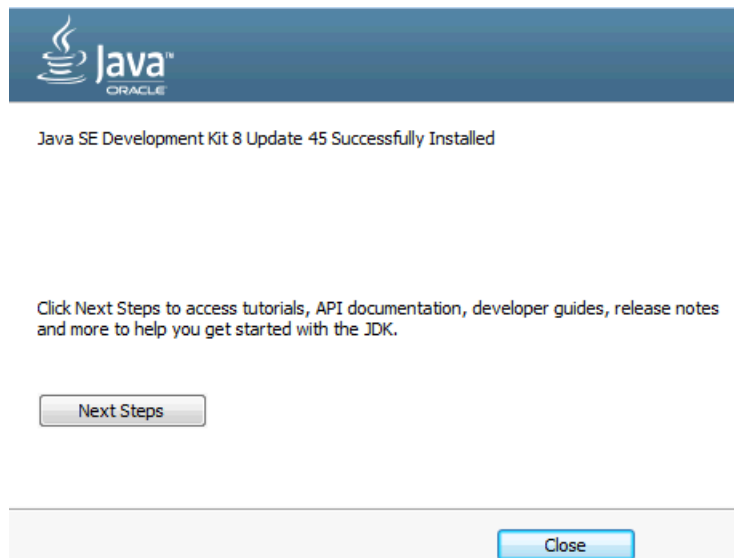 Java™
ORACLE
Java SE Development Kit 8 Update 45 Successfully Installed
Click Next Steps to access tutorials, API documentation, developer guides, release notes
and more to help you get started with the JDK.
Next Steps
Close